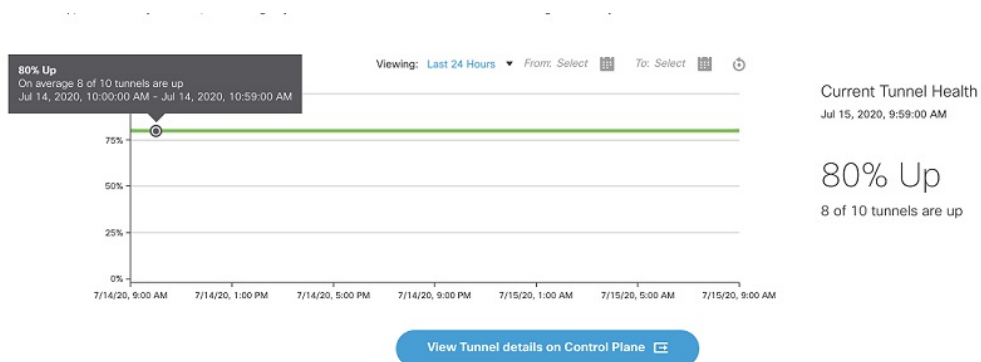 80% Up
On average 8 of 10 tunnels are up
Jul 14, 2020, 10:00:00 AM – Jul 14, 2020, 10:59:00 AM
Viewing: Last 24 Hours From: Select To: Select
Current Tunnel Health
Jul 15, 2020, 9:59:00 AM
80% Up
8 of 10 tunnels are up
75%
50%
25%
0%
7/14/20, 9:00 AM 7/14/20, 1:00 PM 7/14/20, 5:00 PM 7/14/20, 9:00 PM 7/15/20, 1:00 AM 7/15/20, 5:00 AM 7/15/20, 9:00 AM
View Tunnel details on Control Plane